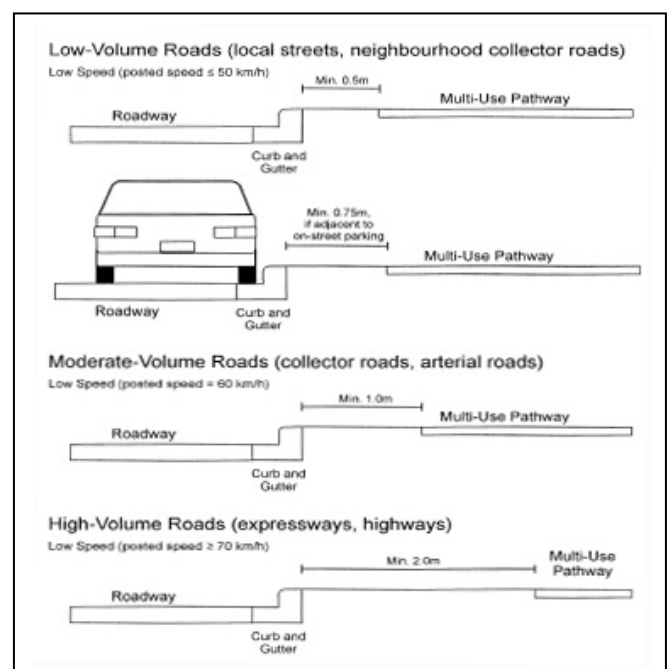 Low-Volume Roads (local streets, neighbourhood collector roads)
Low Speed (posted speed ≤ 50 km/h)
Min. 0.5m
Multi-Use Pathway
Roadway
Curb and
Gutter
Min. 0.75m,
if adjacent to
on-street parking
Multi-Use Pathway
Roadway
Curb and
Gutter
Moderate-Volume Roads (collector roads, arterial roads)
Low Speed (posted speed = 60 km/h)
Min. 1.0m
Multi-Use Pathway
Roadway
Curb and
Gutter
High-Volume Roads (expressways, highways)
Low Speed (posted speed ≥ 70 km/h)
Min. 2.0m
Multi-Use
Pathway
Roadway
Curb and
Gutter